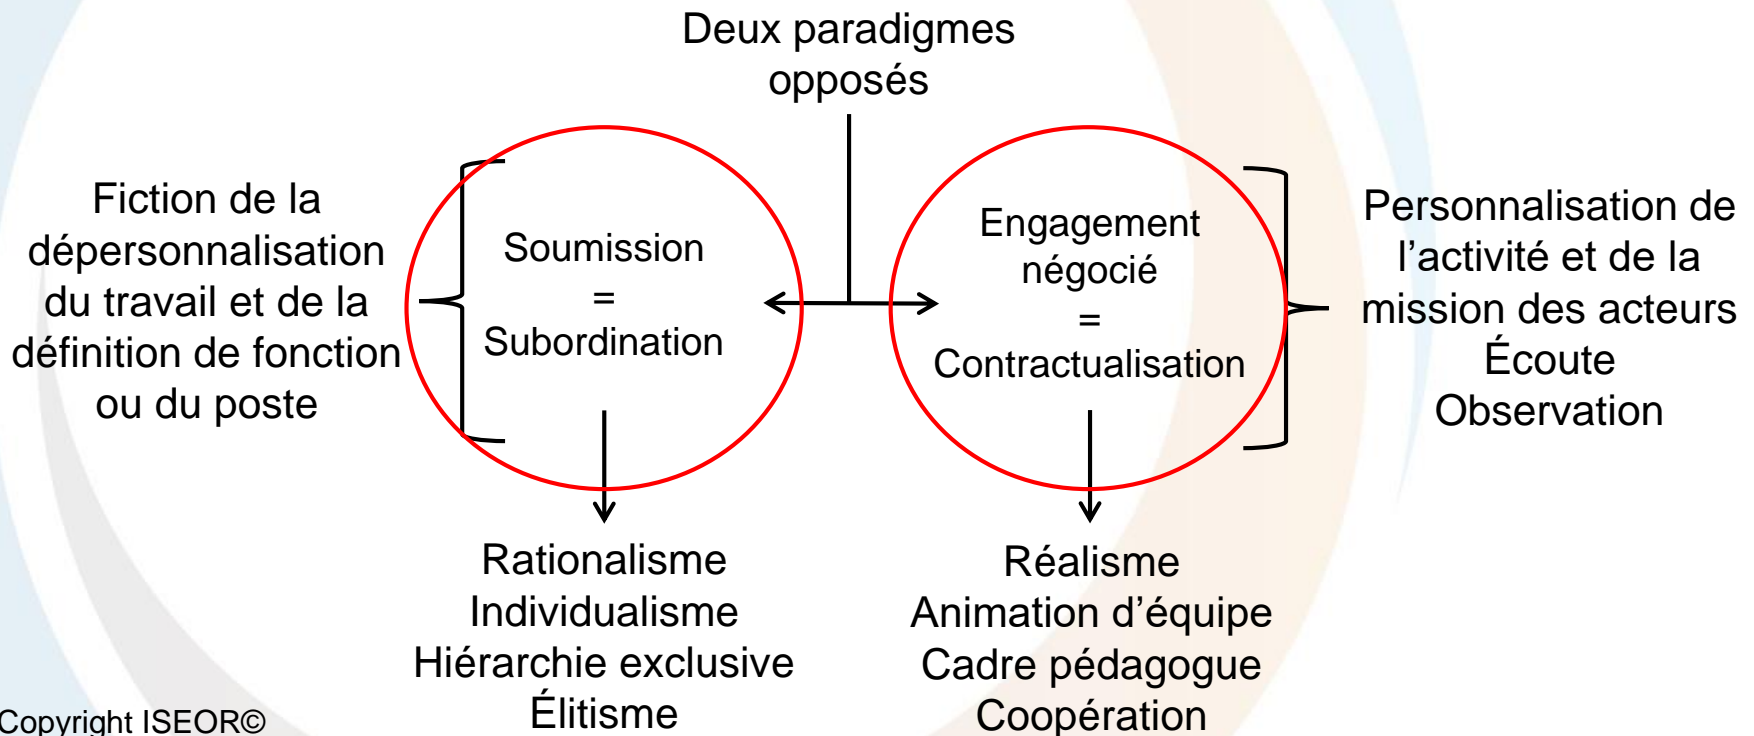 Deux paradigmes
opposés
Fiction de la
dépersonnalisation
du travail et de la
définition de fonction
ou du poste
Soumission
=
Subordination
Engagement
négocié
=
Contractualisation
Personnalisation de
l’activité et de la
mission des acteurs
Écoute
Observation
Rationalisme
Individualisme
Hiérarchie exclusive
Élitisme
Réalisme
Animation d’équipe
Cadre pédagogue
Coopération
Copyright ISEOR©